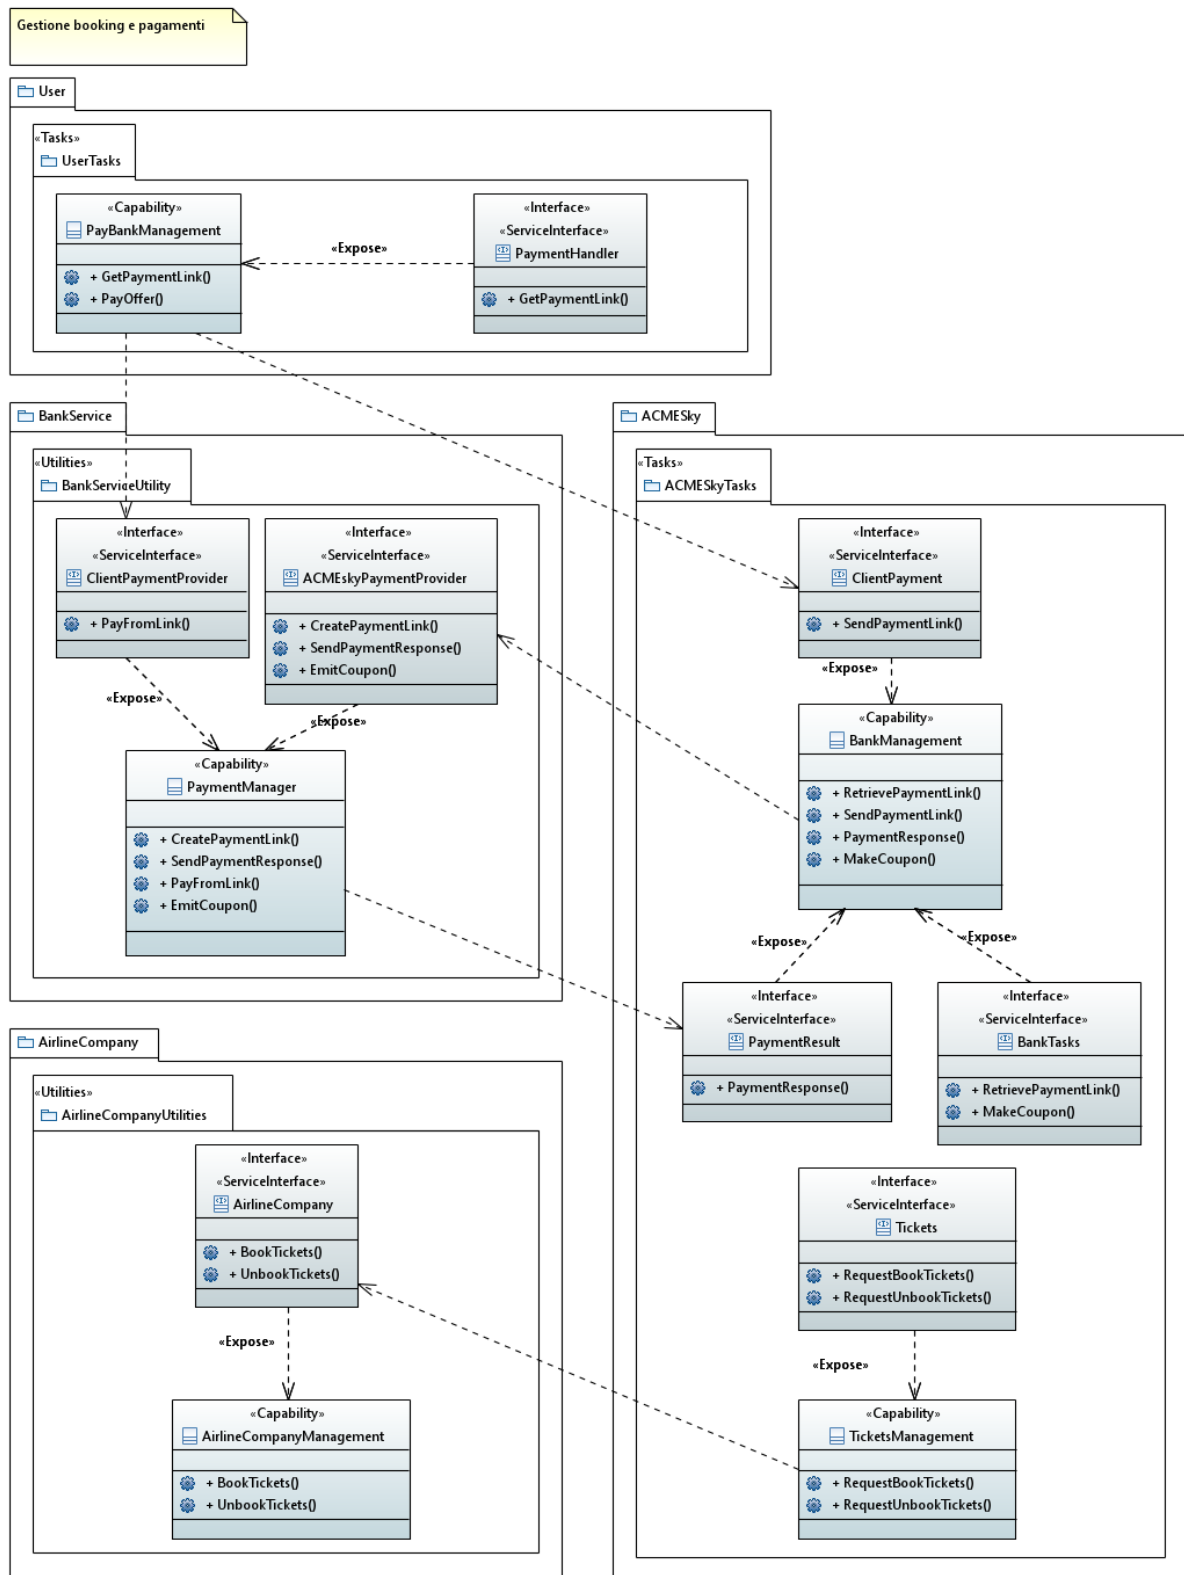 Gestione booking e pagamenti
User
«Tasks»
UserTasks
«Capability»
PayBankManagement
+ GetPaymentLink()
+ PayOffer()
«Expose»
«Interface»
«ServiceInterface»
PaymentHandler
+ GetPaymentLink()
BankService
«Utilities»
BankServiceUtility
«Interface»
«ServiceInterface»
ClientPaymentProvider
+ PayFromLink()
«Interface»
«ServiceInterface»
ACMEskyPaymentProvider
+ CreatePaymentLink()
+ SendPaymentResponse()
+ EmitCoupon()
«Expose»
«Expose»
«Capability»
PaymentManager
+ CreatePaymentLink()
+ SendPaymentResponse()
+ PayFromLink()
+ EmitCoupon()
ACMESky
«Tasks»
ACMESkyTasks
«Interface»
«ServiceInterface»
ClientPayment
+ SendPaymentLink()
«Expose»
«Capability»
BankManagement
+ RetrievePaymentLink()
+ SendPaymentLink()
+ PaymentResponse()
+ MakeCoupon()
«Expose»
«Expose»
«Interface»
«ServiceInterface»
PaymentResult
+ PaymentResponse()
«Interface»
«ServiceInterface»
BankTasks
+ RetrievePaymentLink()
+ MakeCoupon()
«Interface»
«ServiceInterface»
Tickets
+ RequestBookTickets()
+ RequestUnbookTickets()
«Expose»
«Capability»
TicketsManagement
+ RequestBookTickets()
+ RequestUnbookTickets()
AirlineCompany
«Utilities»
AirlineCompanyUtilities
«Interface»
«ServiceInterface»
AirlineCompany
+ BookTickets()
+ UnbookTickets()
«Expose»
«Capability»
AirlineCompanyManagement
+ BookTickets()
+ UnbookTickets()